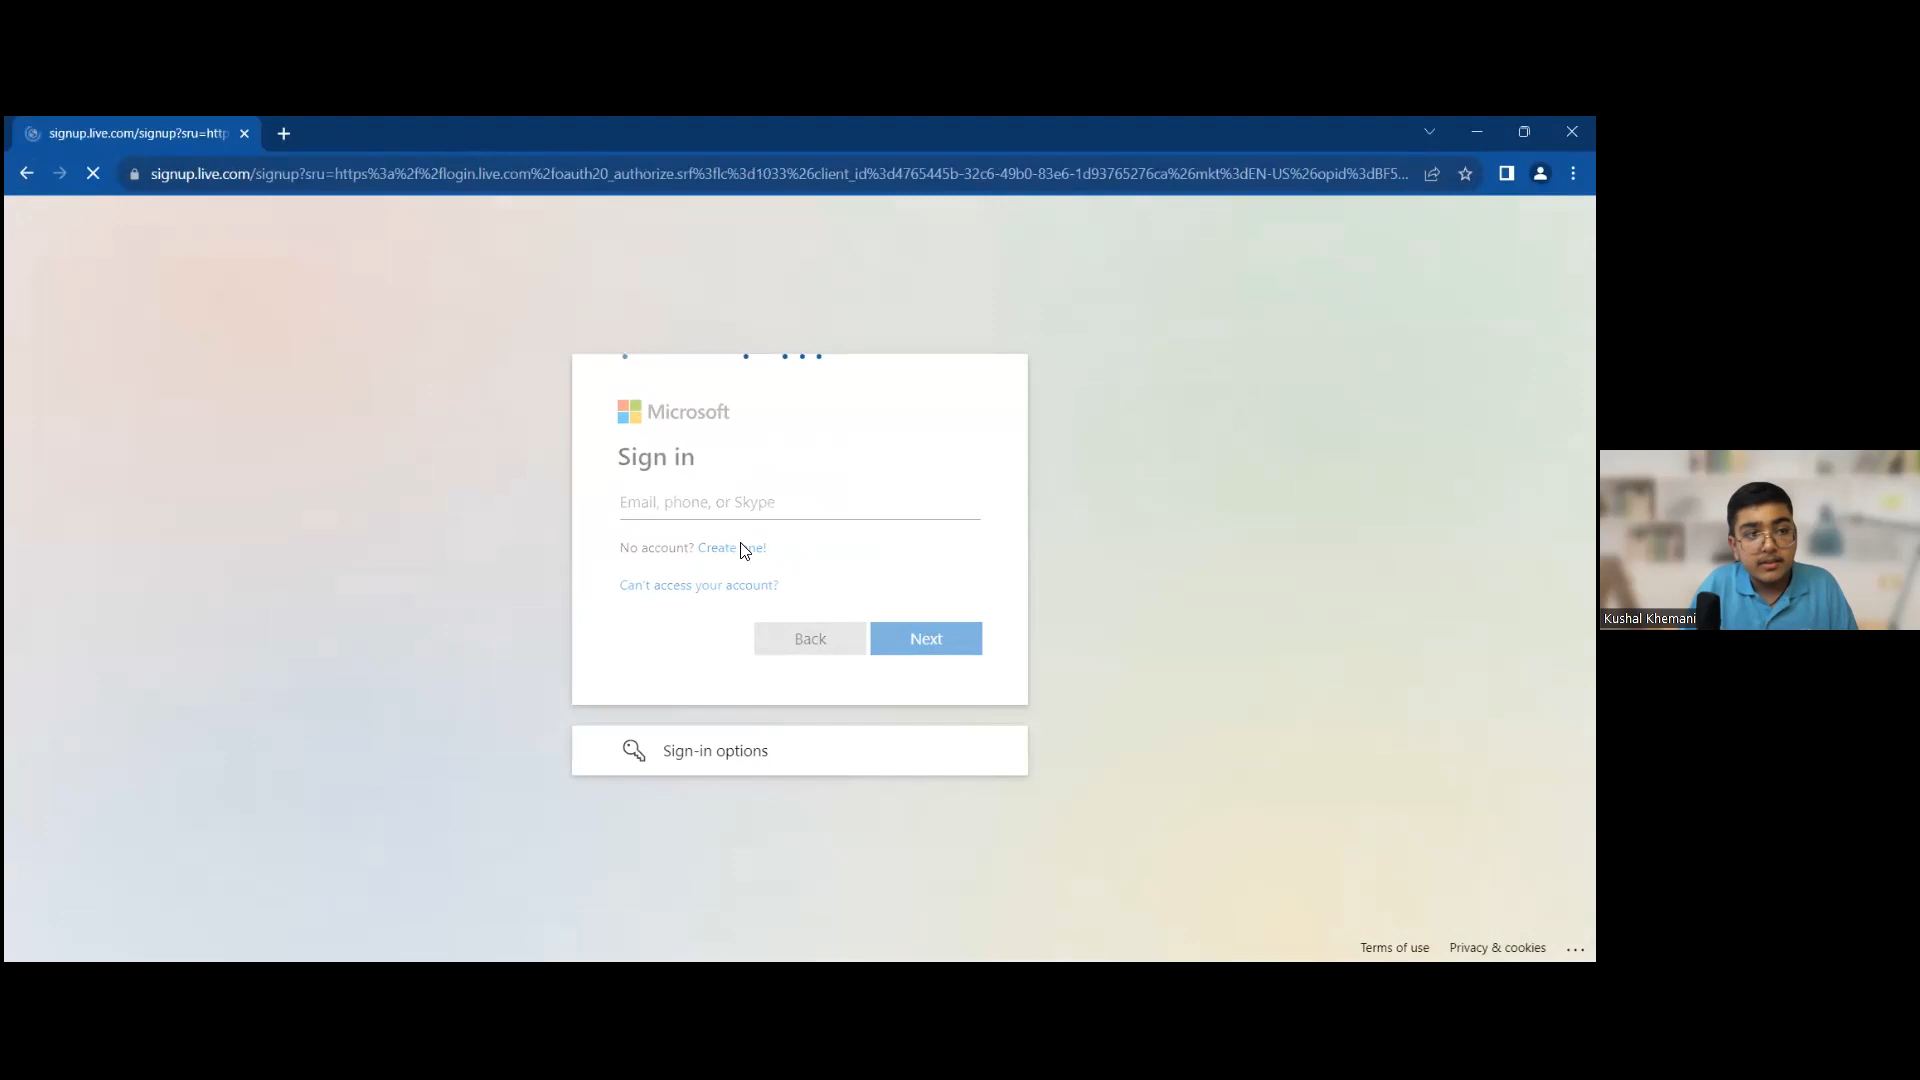 signup.live.com/signup?sru=http
signup.live.com/signup?sru=https%3a%2f%2flogin.live.com%2foauth20_authorize.srf%3flc%3d1033%26client_id%3d4765445b-32c6-49b0-83e6-1d93765276ca%26mkt%3dEN-US%26opid%3dBF5...
Microsoft
Sign in
Email, phone, or Skype
No account? Create one!
Can't access your account?
Back Next
Sign-in options
Kushal Khemani
Terms of use Privacy & cookies ...